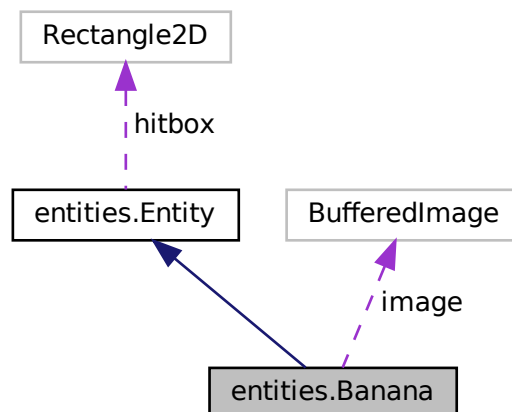 Rectangle2D
hitbox
entities.Entity
BufferedImage
image
entities.Banana